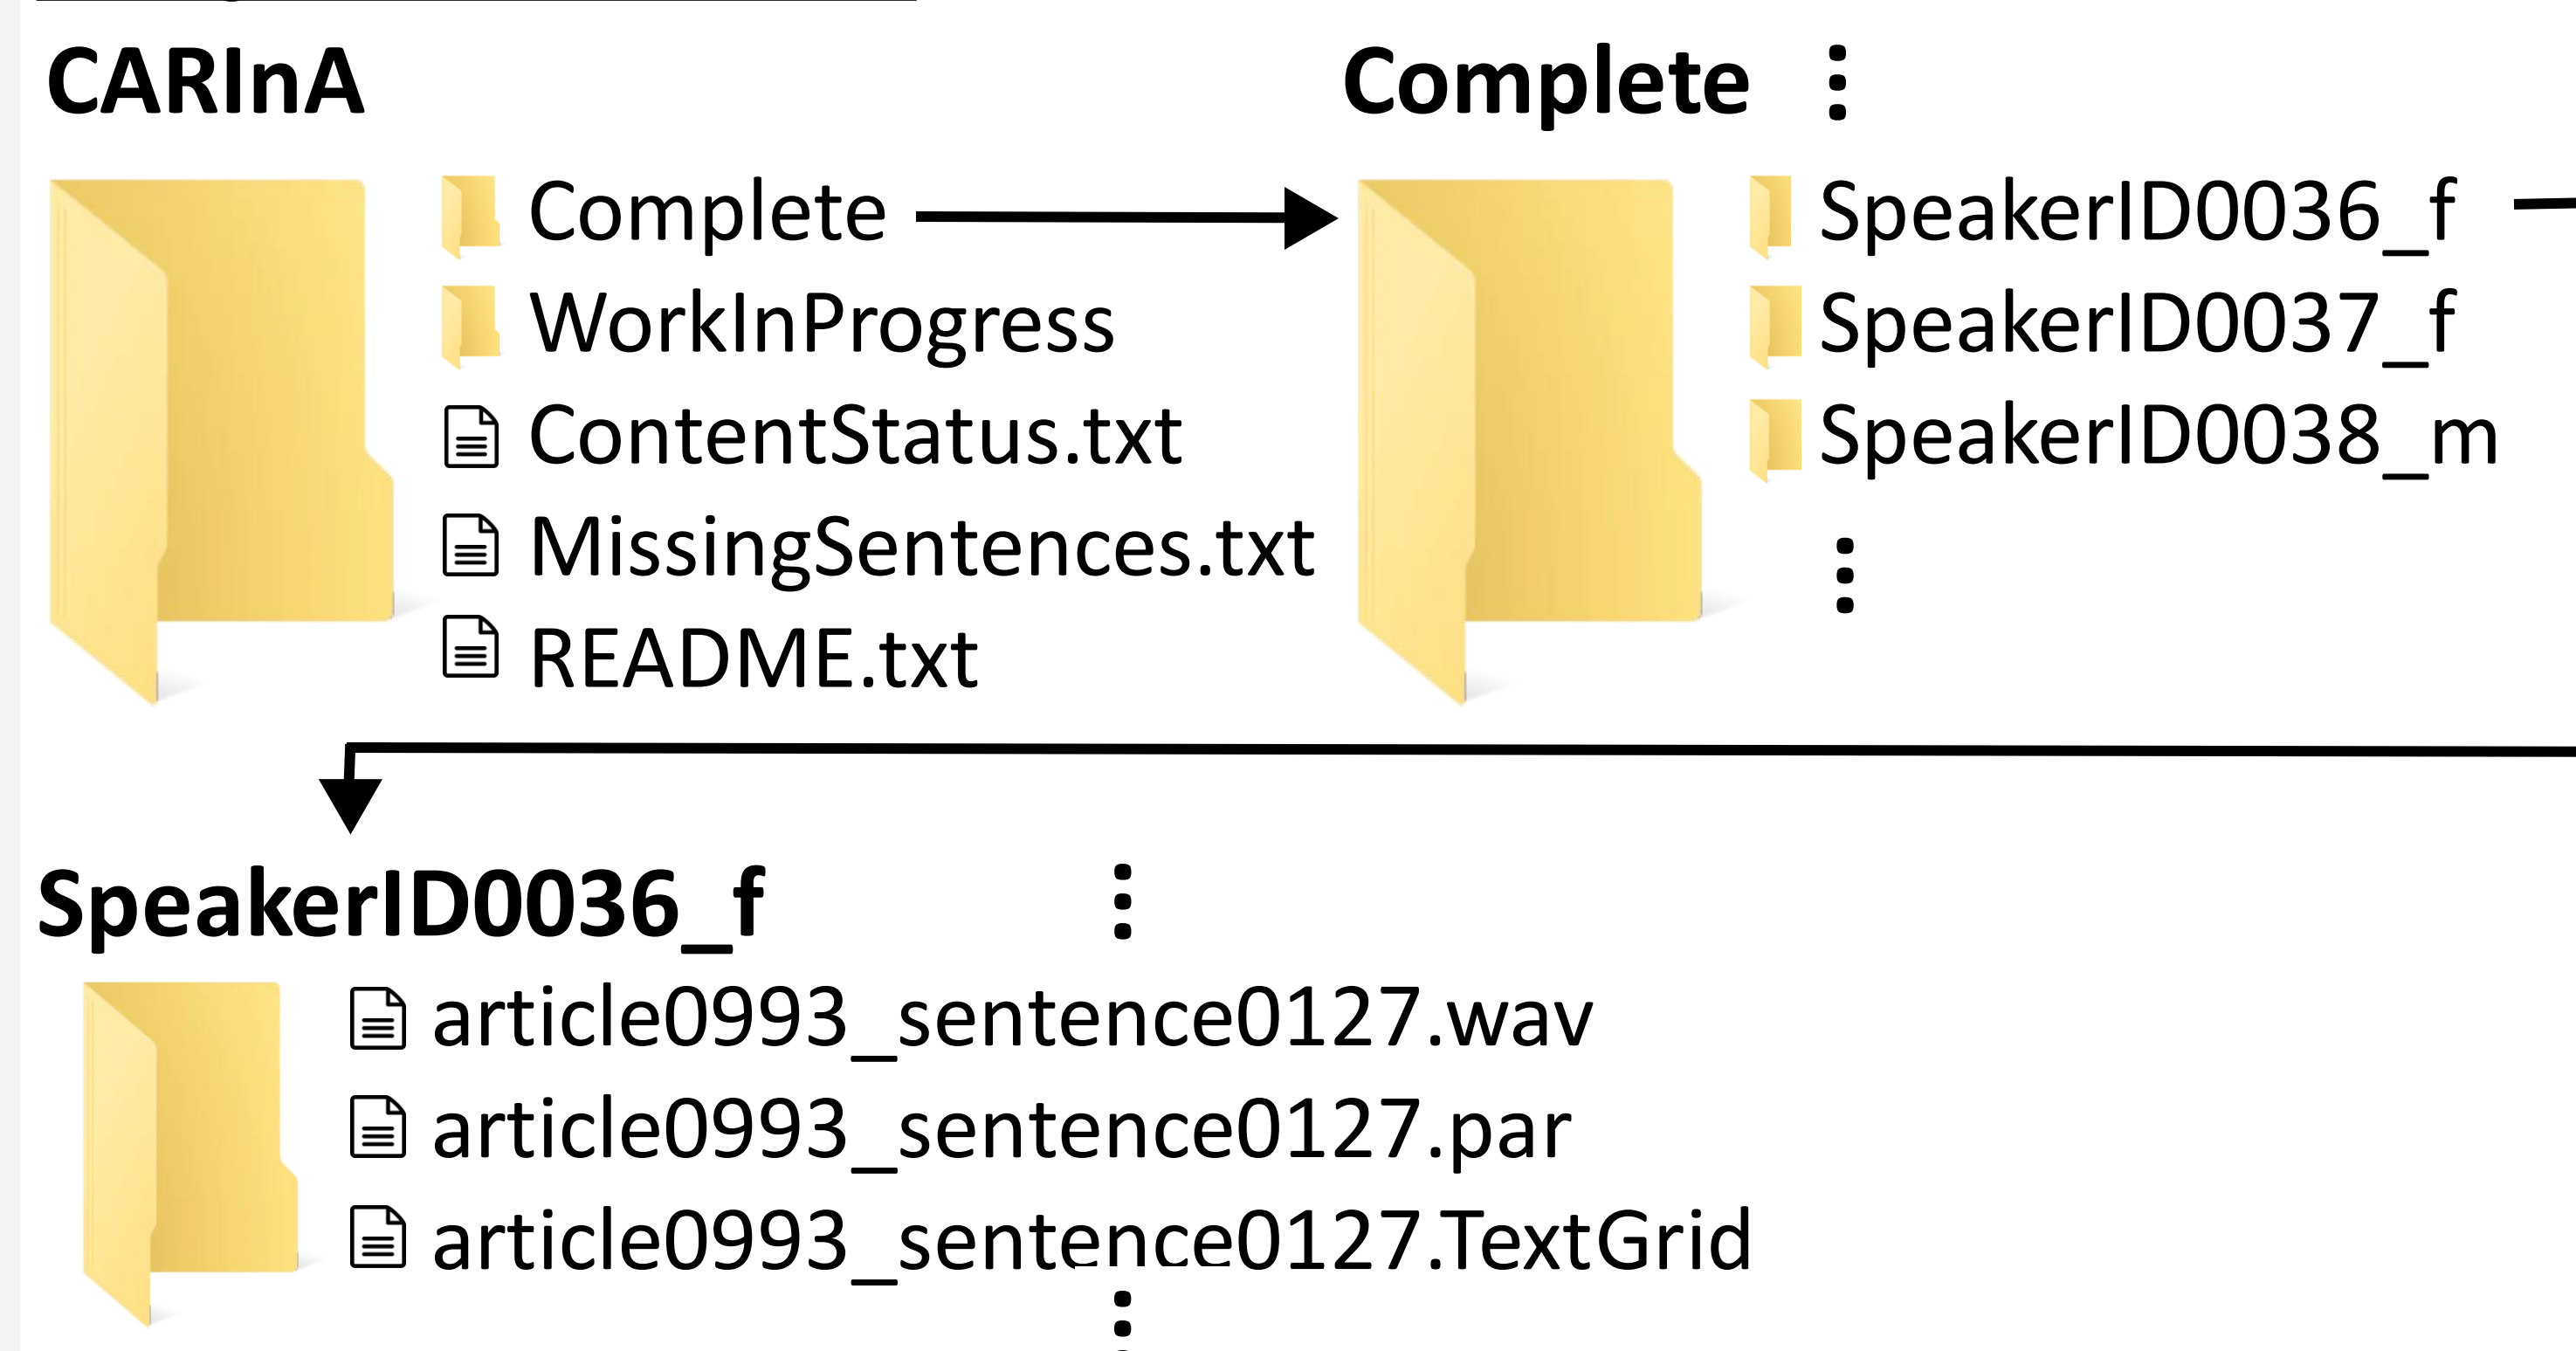 CARInA
Complete
WorkInProgress
ContentStatus.txt
MissingSentences.txt
README.txt
Complete
SpeakerID0036_f
SpeakerID0037_f
SpeakerID0038_m
SpeakerID0036_f
article0993_sentence0127.wav
article0993_sentence0127.par
article0993_sentence0127.TextGrid